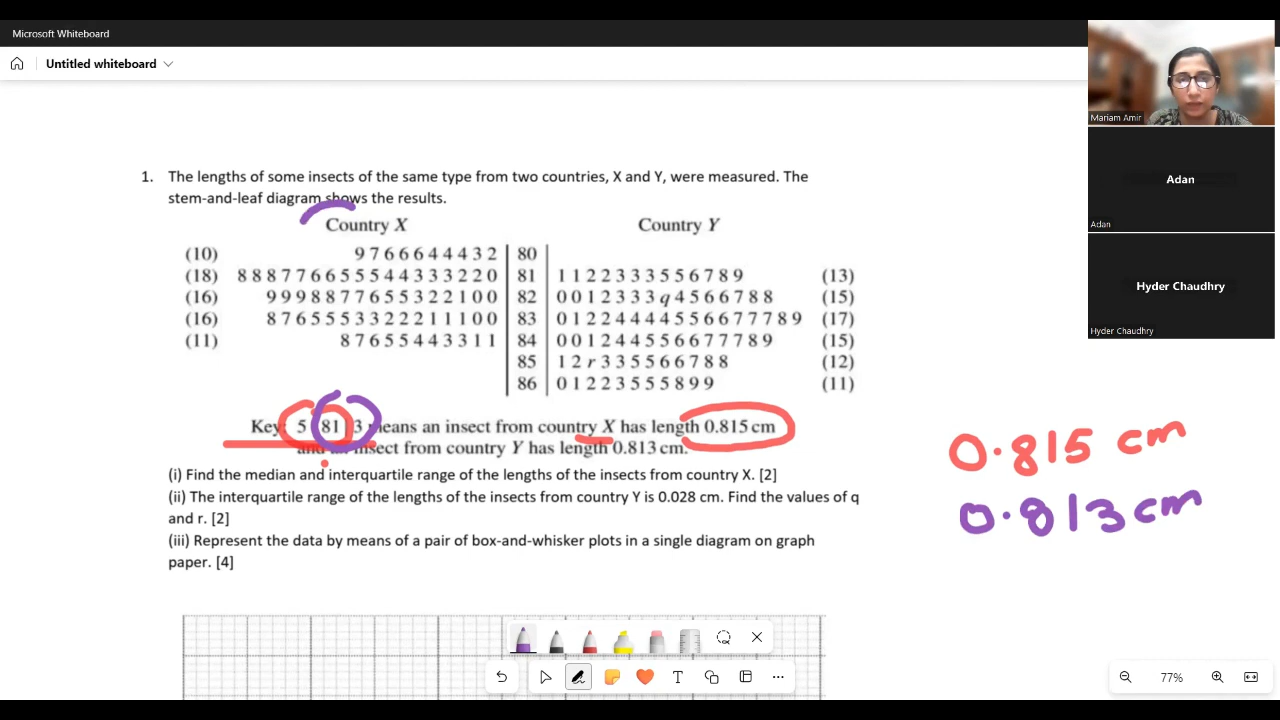 Microsoft Whiteboard
Untitled whiteboard
Mariam Amir
Adan
Adan
Hyder Chaudhry
Hyder Chaudhry
1. The lengths of some insects of the same type from two countries, X and Y, were measured. The
stem-and-leaf diagram shows the results.
Country X Country Y
(10) 9 7 6 6 6 4 4 4 3 2 | 80 |
(18) 8 8 8 7 7 6 6 5 5 5 4 4 3 3 3 2 2 0 | 81 | 1 1 2 2 3 3 3 5 5 6 7 8 9 (13)
(16) 9 9 9 8 8 7 7 6 5 5 3 2 2 1 0 0 | 82 | 0 0 1 2 3 3 3 q 4 5 6 6 7 8 8 (15)
(16) 8 7 6 5 5 5 3 3 2 2 2 1 1 1 0 0 | 83 | 0 1 2 2 4 4 4 4 5 5 6 6 7 7 7 8 9 (17)
(11) 8 7 6 5 5 4 4 3 3 1 1 | 84 | 0 0 1 2 4 4 5 5 6 6 7 7 7 8 9 (15)
85 | 1 2 r 3 3 5 5 6 6 7 8 8 (12)
86 | 0 1 2 2 3 5 5 5 8 9 9 (11)
Key: 5 | 81 | 3 means an insect from country X has length 0.815 cm
and an insect from country Y has length 0.813 cm.
0.815 cm
0.813 cm
(i) Find the median and interquartile range of the lengths of the insects from country X. [2]
(ii) The interquartile range of the lengths of the insects from country Y is 0.028 cm. Find the values of q
and r. [2]
(iii) Represent the data by means of a pair of box-and-whisker plots in a single diagram on graph
paper. [4]
77%